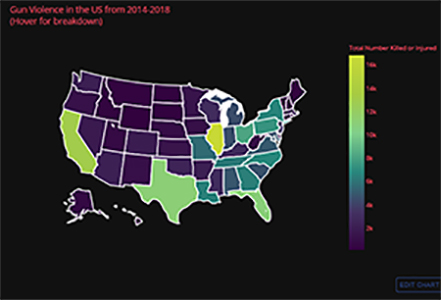 Gun Violence in the US from 2014-2018
(Hover for breakdown)
Total Number Killed or Injured
16k
14k
12k
10k
8k
6k
4k
2k
EDIT CHART